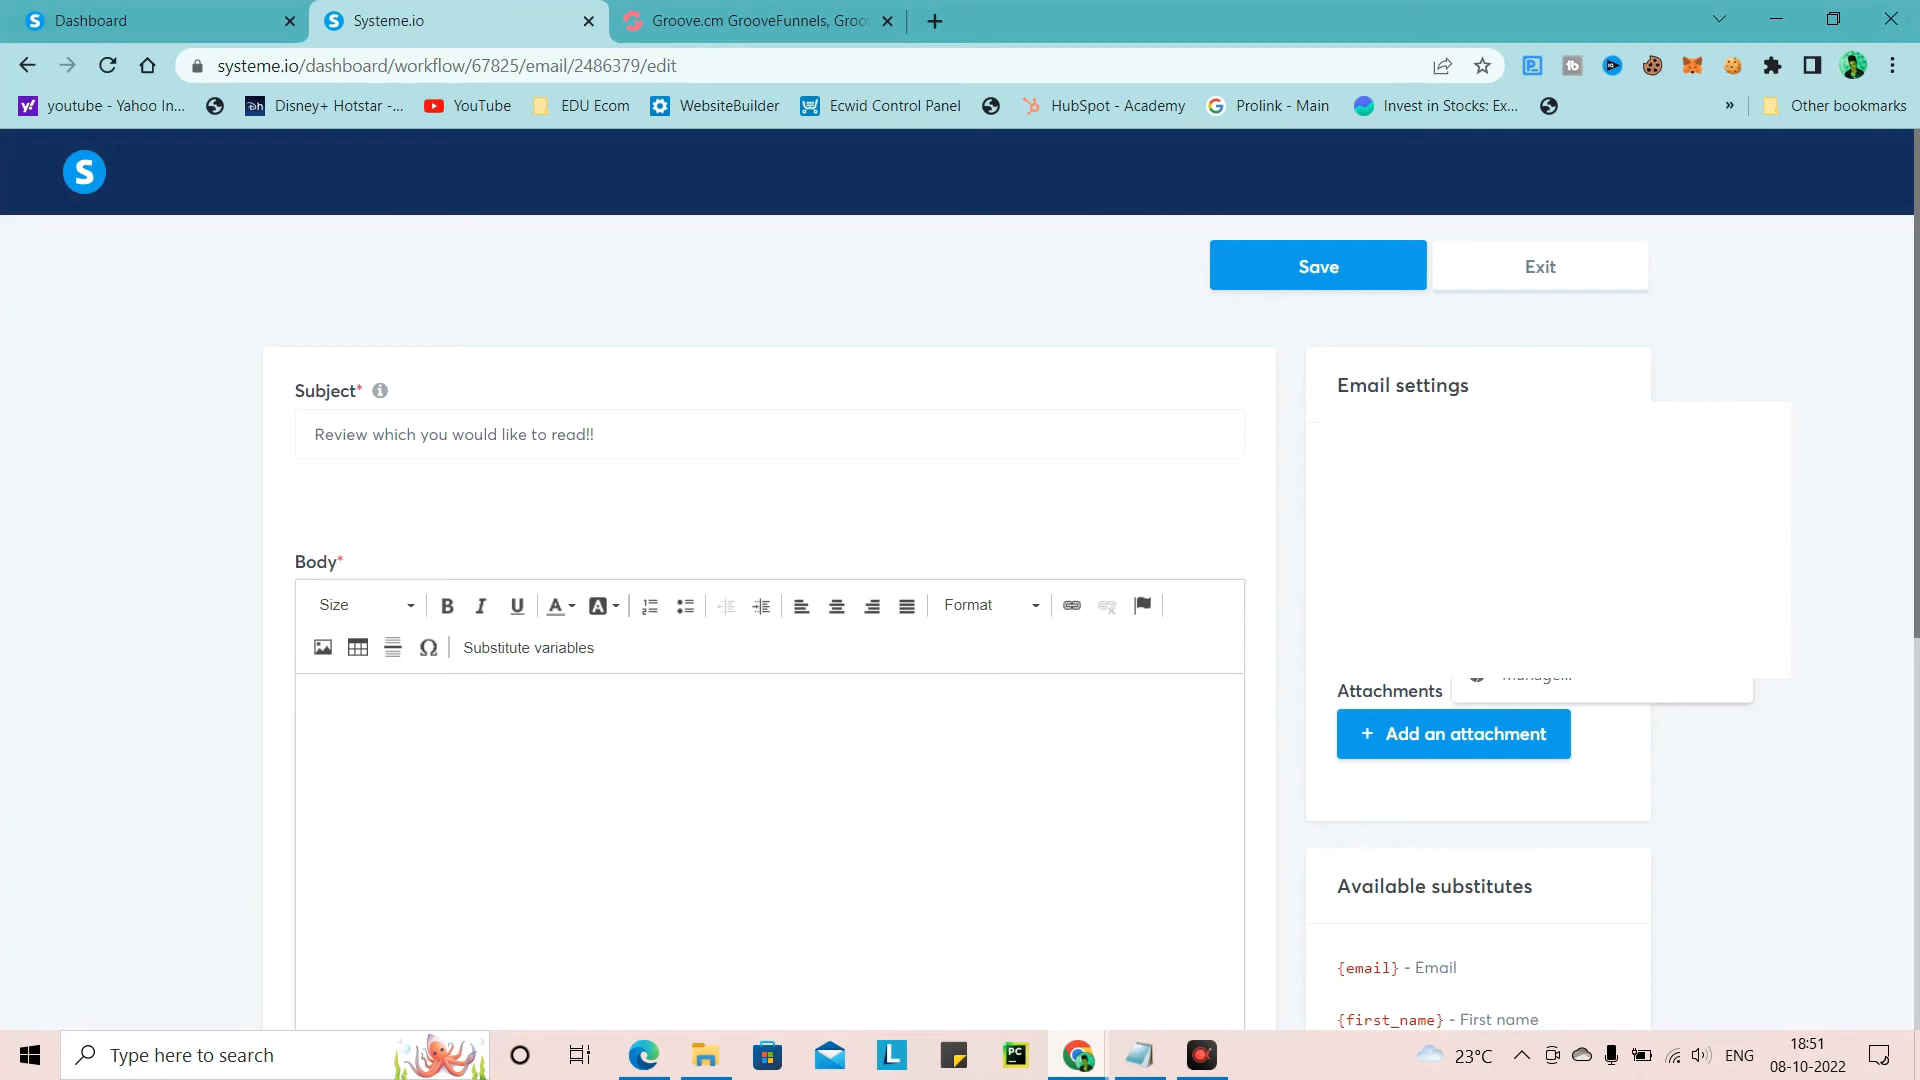 Dashboard
Systeme.io
Groove.cm GrooveFunnels, Groo
systeme.io/dashboard/workflow/67825/email/2486379/edit
youtube - Yahoo In...
Disney+ Hotstar -...
YouTube
EDU Ecom
WebsiteBuilder
Ecwid Control Panel
HubSpot - Academy
Prolink - Main
Invest in Stocks: Ex...
»
Other bookmarks
S
Save
Exit
Subject*
Review which you would like to read!!
Email settings
Body*
Size
B I U A A
Format
Ω
Substitute variables
Attachments
+ Add an attachment
Available substitutes
{email} - Email
{first_name} - First name
Type here to search
23°C
ENG
18:51
08-10-2022